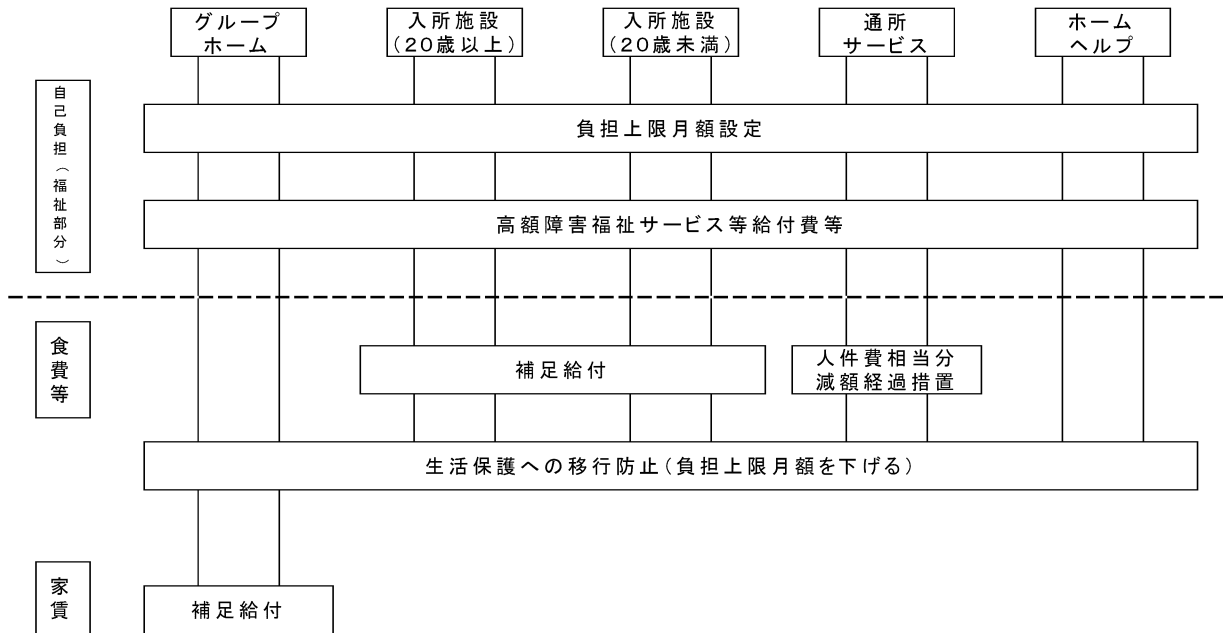 グループ
ホーム
入所施設
(20歳以上)
入所施設
(20歳未満)
通所
サービス
ホーム
ヘルプ
自己負担(福祉部分)
負担上限月額設定
高額障害福祉サービス等給付費等
食費等
補足給付
人件費相当分
減額経過措置
生活保護への移行防止(負担上限月額を下げる)
家賃
補足給付